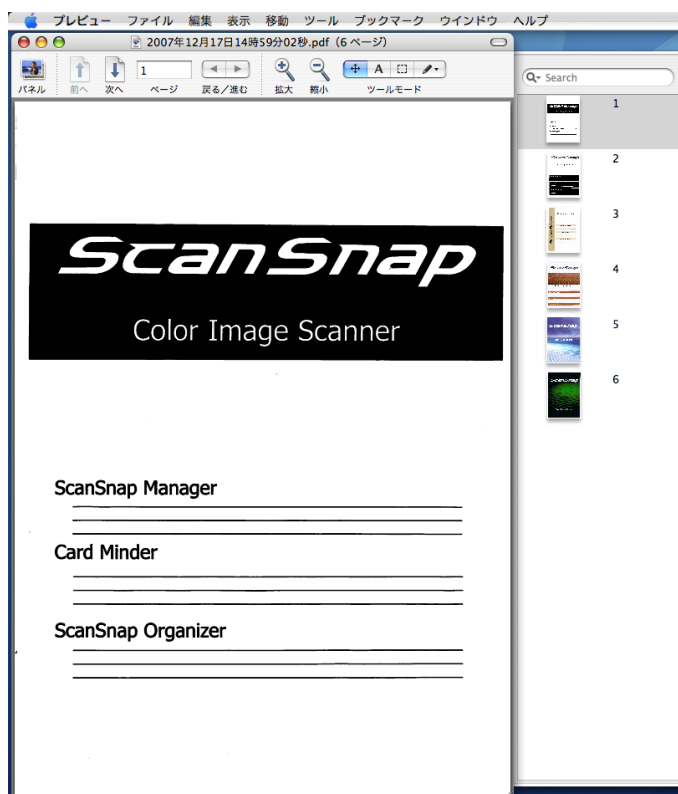 プレビュー ファイル 編集 表示 移動 ツール ブックマーク ウインドウ ヘルプ
2007年12月17日14時59分02秒.pdf (6 ページ)
1
パネル 前へ 次へ ページ 戻る/進む 拡大 縮小 ツールモード
A
Search
ScanSnap
Color Image Scanner
ScanSnap Manager
Card Minder
ScanSnap Organizer
1
2
3
4
5
6